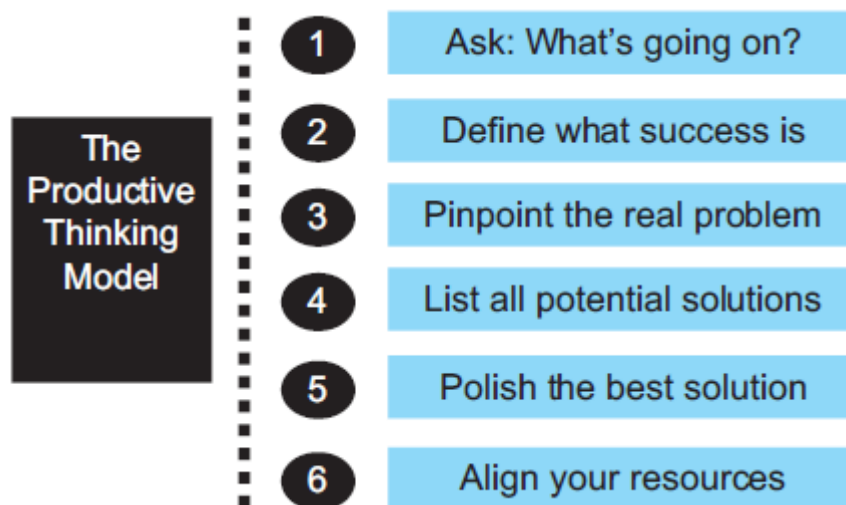 The
Productive
Thinking
Model
1 Ask: What’s going on?
2 Define what success is
3 Pinpoint the real problem
4 List all potential solutions
5 Polish the best solution
6 Align your resources